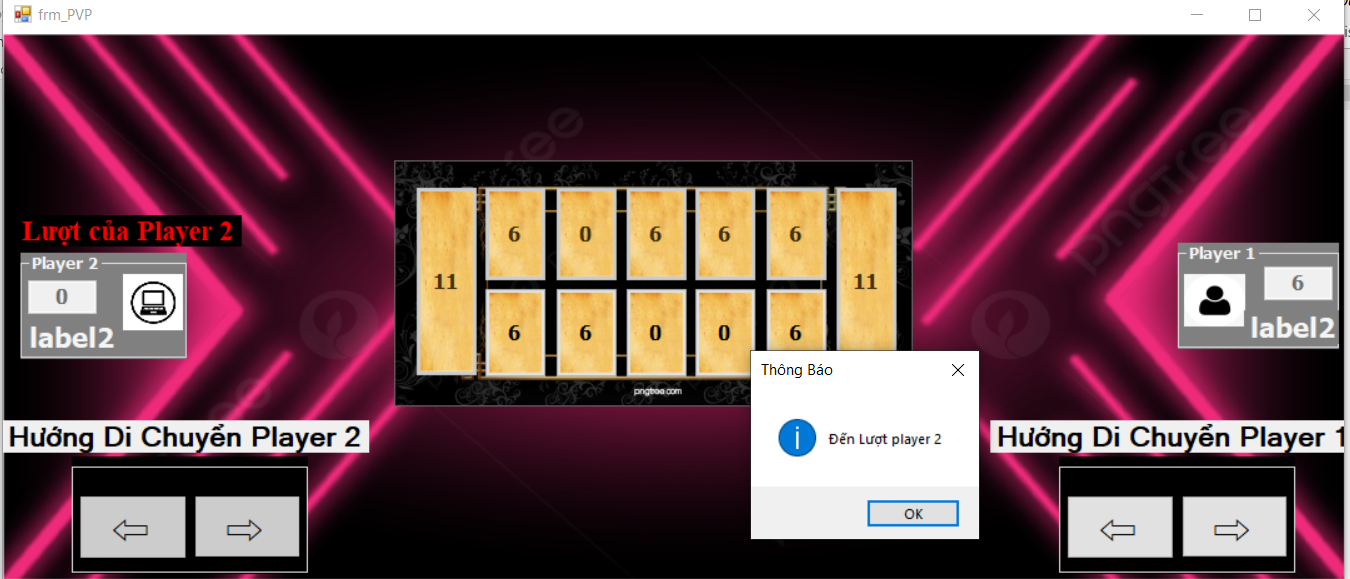 frm_PVP
Lượt của Player 2
Player 2
0
label2
11
6 0 6 6 6
6 6 0 0 6
11
pngtree.com
Player 1
6
label2
Thông Báo
Đến Lượt player 2
OK
Hướng Di Chuyển Player 2
Hướng Di Chuyển Player 1
pngtree